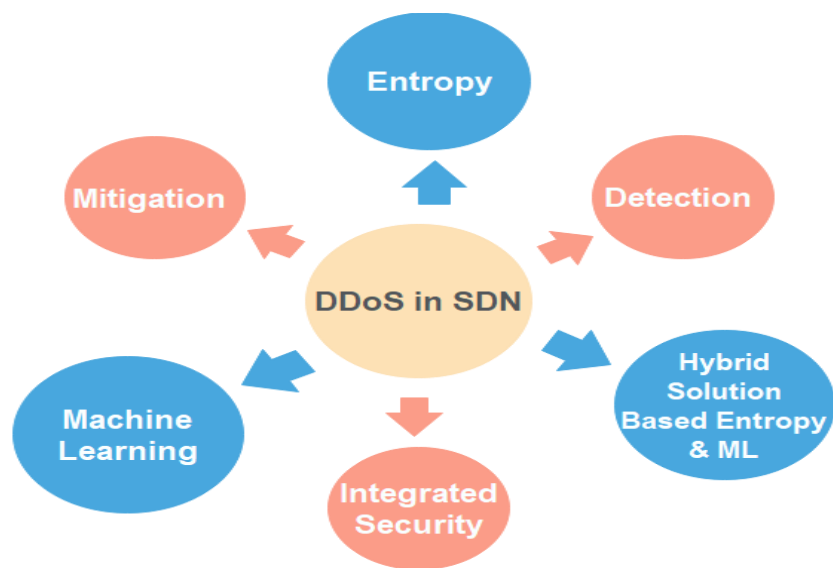 Entropy
Mitigation
Detection
DDoS in SDN
Machine
Learning
Hybrid
Solution
Based Entropy
& ML
Integrated
Security